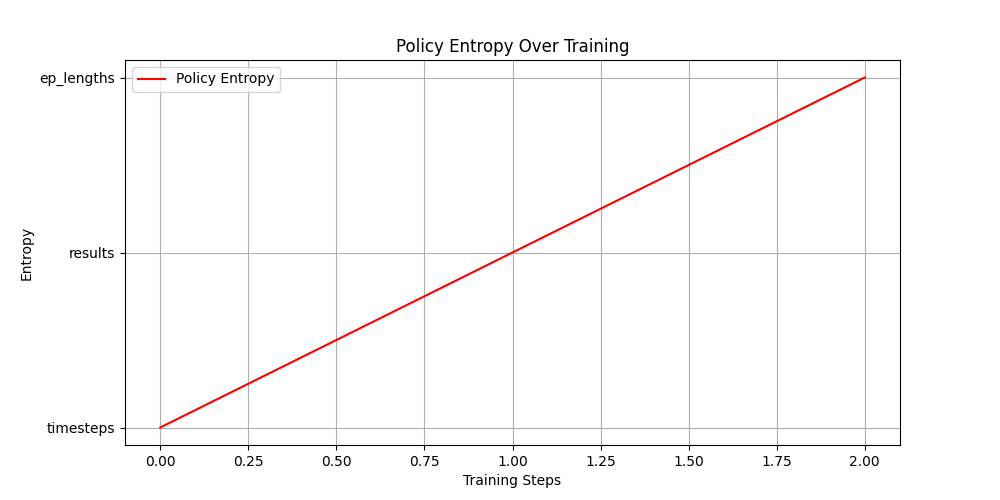 Policy Entropy Over Training
Policy Entropy
ep_lengths
results
timesteps
Entropy
0.00 0.25 0.50 0.75 1.00 1.25 1.50 1.75 2.00
Training Steps